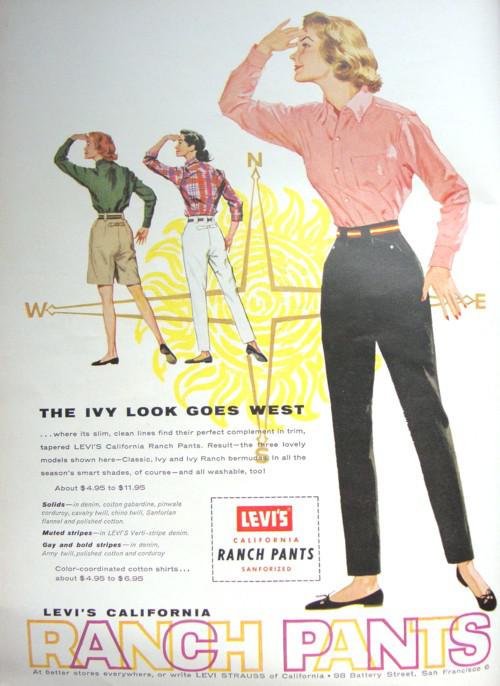 N
W E
S
THE IVY LOOK GOES WEST
...where its slim, clean lines find their perfect complement in trim,
tapered LEVI'S California Ranch Pants. Result—the three lovely
models shown here—Classic, Ivy and Ivy Ranch bermudas in all the
season's smart shades, of course—and all washable, too!
About $4.95 to $11.95
Solids—in denim, cotton gabardine, pinwale
corduroy, cavalry twill, chino twill, Sanforlan
flannel and polished cotton.
Muted stripes—in LEVI'S Verti-stripe denim.
Gay and bold stripes—in denim,
Army twill, polished cotton and corduroy
Color-coordinated cotton shirts...
about $4.95 to $6.95
LEVI'S
CALIFORNIA
RANCH PANTS
SANFORIZED
LEVI'S CALIFORNIA
RANCH PANTS
At better stores everywhere, or write LEVI STRAUSS of California • 98 Battery Street, San Francisco 6